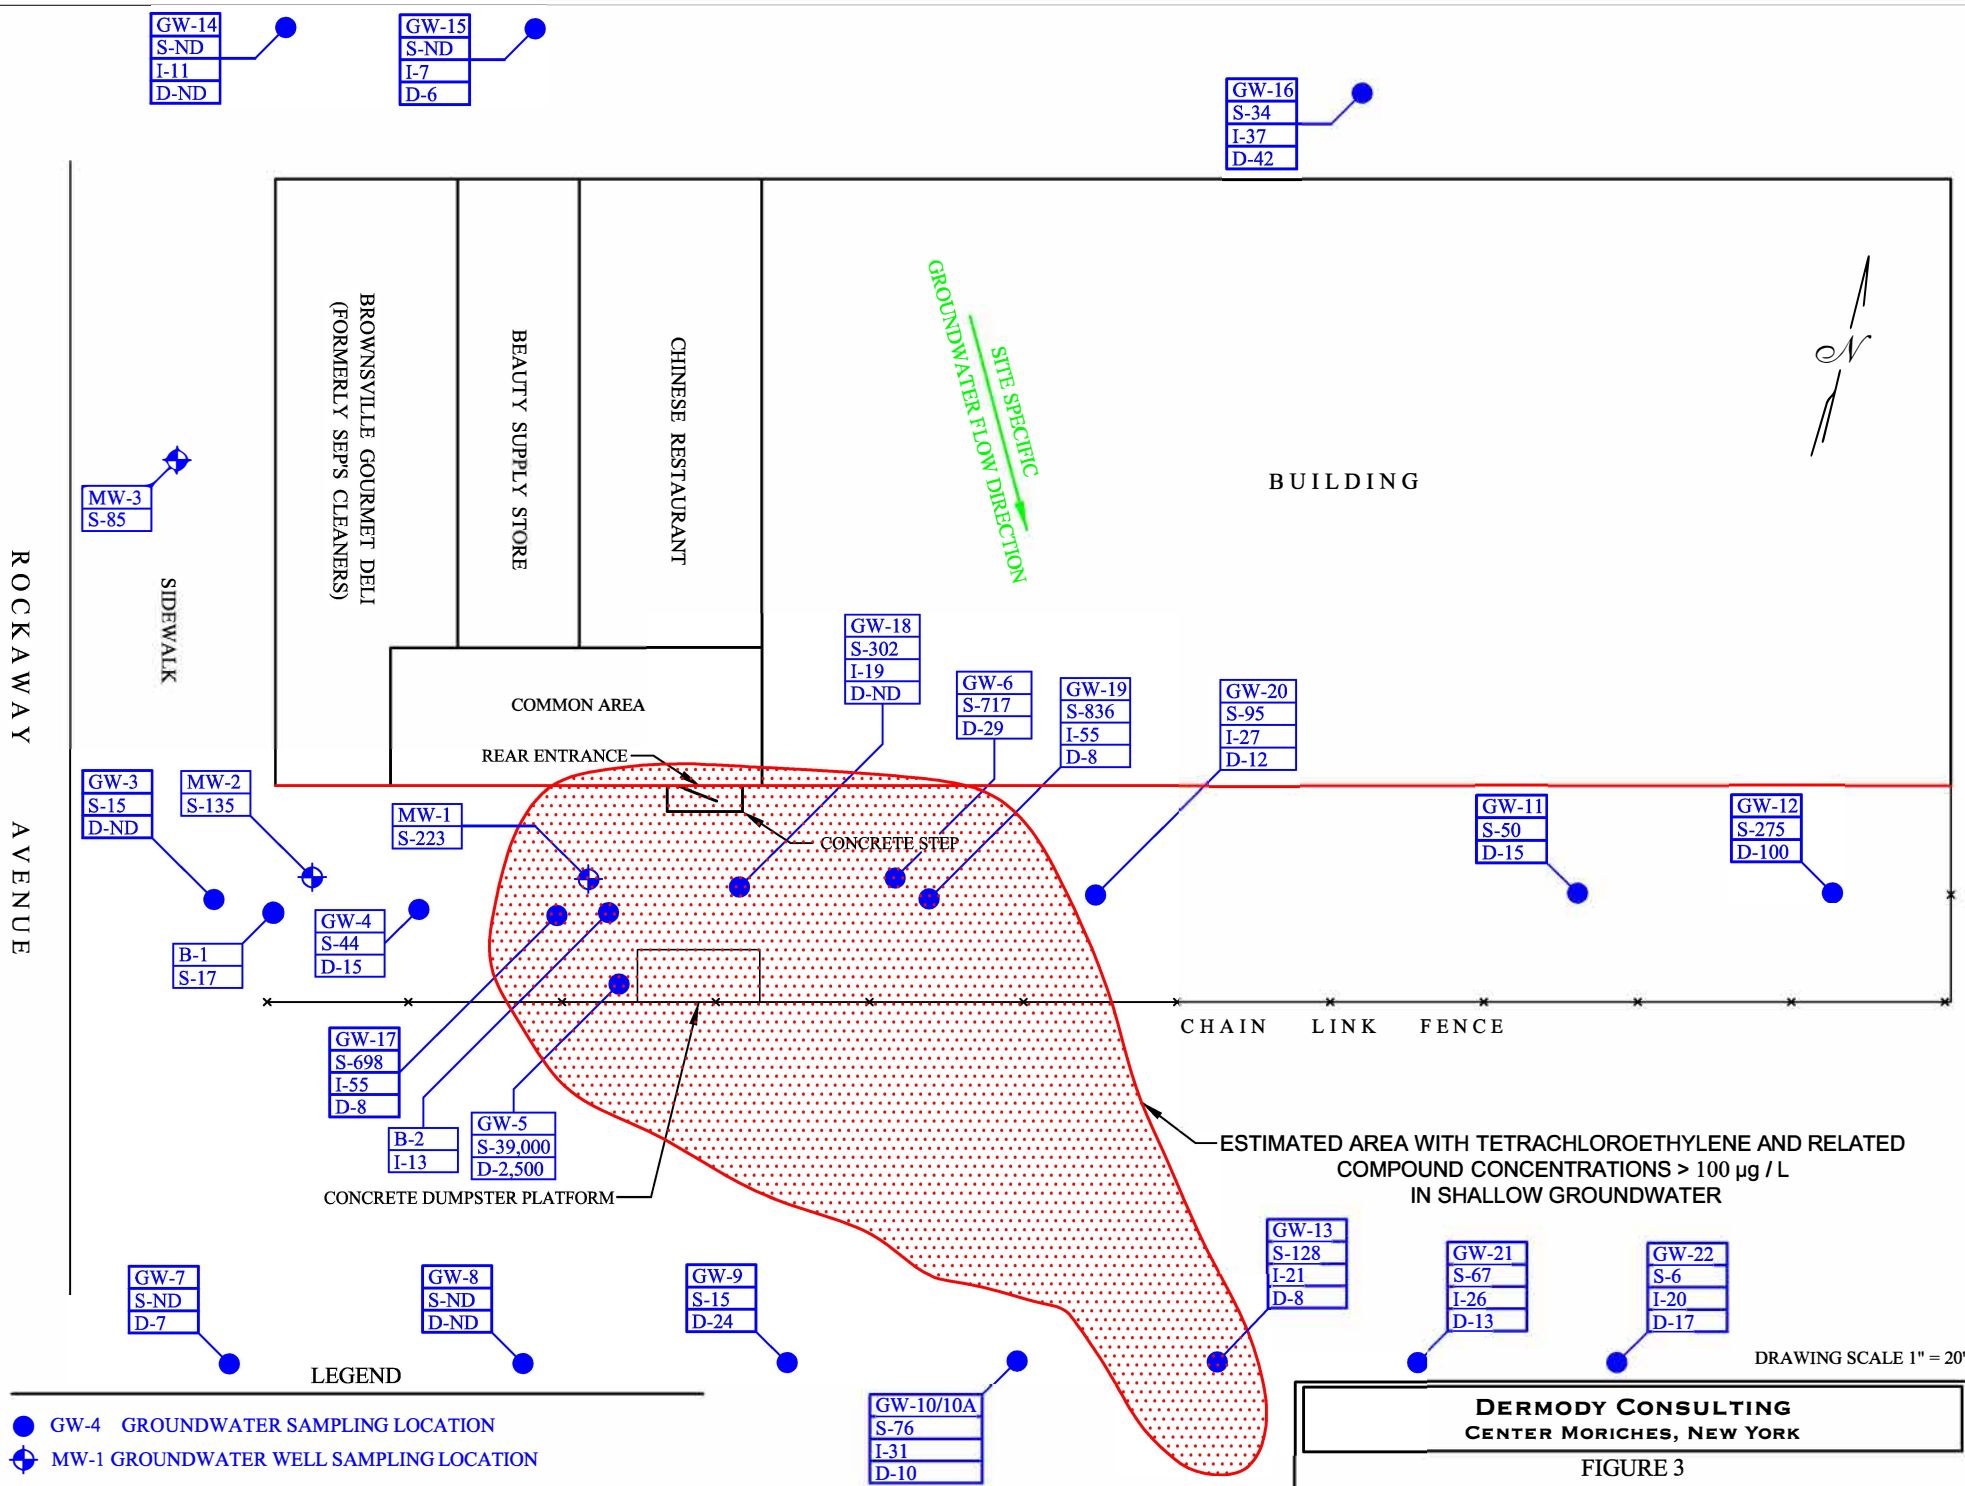 GW-14
S-ND
I-11
D-ND
GW-15
S-ND
I-7
D-6
GW-16
S-34
I-37
D-42
BROWNSVILLE GOURMET DELI
(FORMERLY SEP'S CLEANERS)
BEAUTY SUPPLY STORE
CHINESE RESTAURANT
SITE SPECIFIC
GROUNDWATER FLOW DIRECTION
BUILDING
N
MW-3
S-85
SIDEWALK
ROCKAWAY AVENUE
COMMON AREA
REAR ENTRANCE
GW-18
S-302
I-19
D-ND
GW-6
S-717
D-29
GW-19
S-836
I-55
D-8
GW-20
S-95
I-27
D-12
GW-3
S-15
D-ND
MW-2
S-135
MW-1
S-223
CONCRETE STEP
GW-11
S-50
D-15
GW-12
S-275
D-100
B-1
S-17
GW-4
S-44
D-15
CHAIN LINK FENCE
GW-17
S-698
I-55
D-8
B-2
I-13
GW-5
S-39,000
D-2,500
CONCRETE DUMPSTER PLATFORM
ESTIMATED AREA WITH TETRACHLOROETHYLENE AND RELATED
COMPOUND CONCENTRATIONS > 100 µg / L
IN SHALLOW GROUNDWATER
GW-7
S-ND
D-7
GW-8
S-ND
D-ND
GW-9
S-15
D-24
GW-10/10A
S-76
I-31
D-10
GW-13
S-128
I-21
D-8
GW-21
S-67
I-26
D-13
GW-22
S-6
I-20
D-17
DRAWING SCALE 1" = 20'
LEGEND
GW-4 GROUNDWATER SAMPLING LOCATION
MW-1 GROUNDWATER WELL SAMPLING LOCATION
DERMODY CONSULTING
CENTER MORICHES, NEW YORK
FIGURE 3